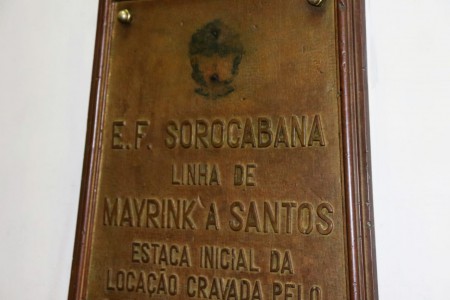 E. F. SOROCABANA
LINHA DE
MAYRINK A SANTOS
ESTACA INICIAL DA
LOCAÇÃO CRAVADA PELO